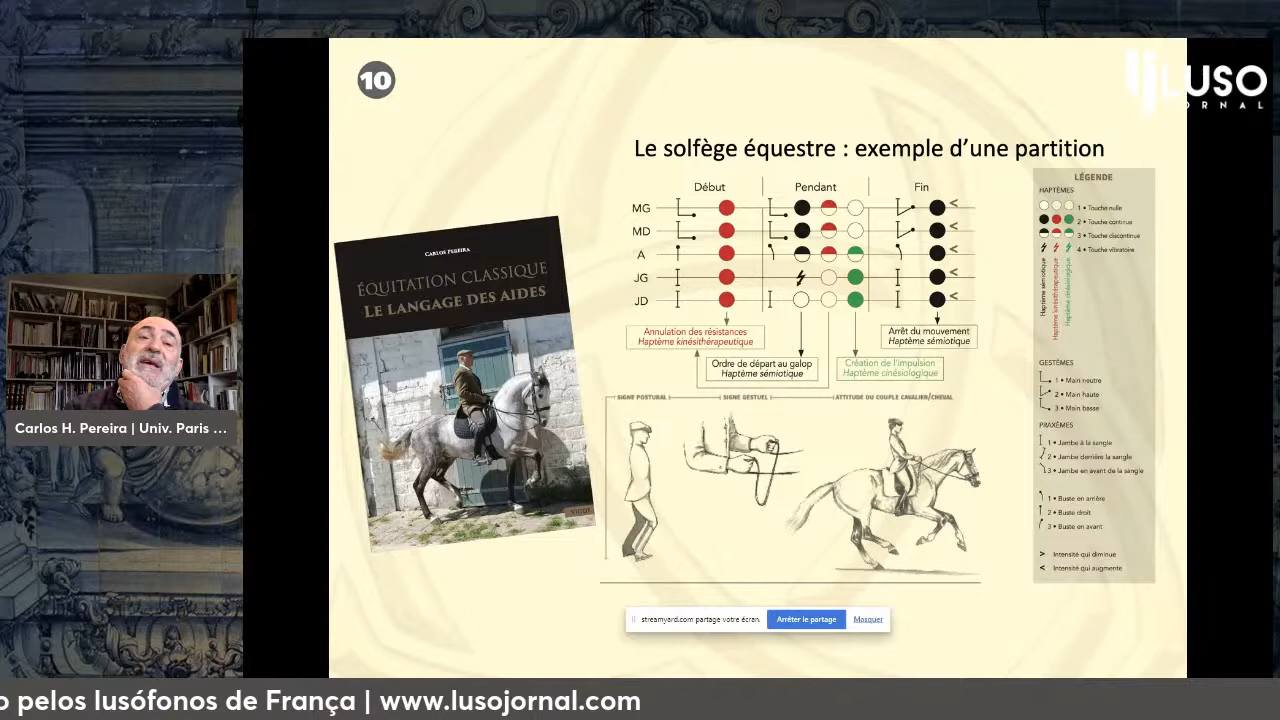 10
LUSO
JORNAL
Le solfège équestre : exemple d'une partition
Début
Pendant
Fin
MG
MD
A
JG
JD
Annulation des résistances
Haptème kinésithérapeutique
Ordre de départ au galop
Haptème sémiotique
Création de l'impulsion
Haptème cinésiologique
Arrêt du mouvement
Haptème sémiotique
SIGNE POSTURAL
SIGNE GESTUEL
ATTITUDE DU COUPLE CAVALIER/CHEVAL
LÉGENDE
HAPTÈMES
1 • Touche nulle
2 • Touche continue
3 • Touche discontinue
4 • Touche vibratoire
Haptème sémiotique
Haptème kinésithérapeutique
Haptème cinésiologique
GESTÈMES
1 • Main neutre
2 • Main haute
3 • Main basse
PRAXÈMES
1 • Jambe à la sangle
2 • Jambe derrière la sangle
3 • Jambe en avant de la sangle
1 • Buste en arrière
2 • Buste droit
3 • Buste en avant
> Intensité qui diminue
< Intensité qui augmente
CARLOS PEREIRA
ÉQUITATION CLASSIQUE
LE LANGAGE DES AIDES
Carlos H. Pereira | Univ. Paris ...
streamyard.com partage votre écran.
Arrêter le partage
Masquer
o pelos lusófonos de França | www.lusojornal.com